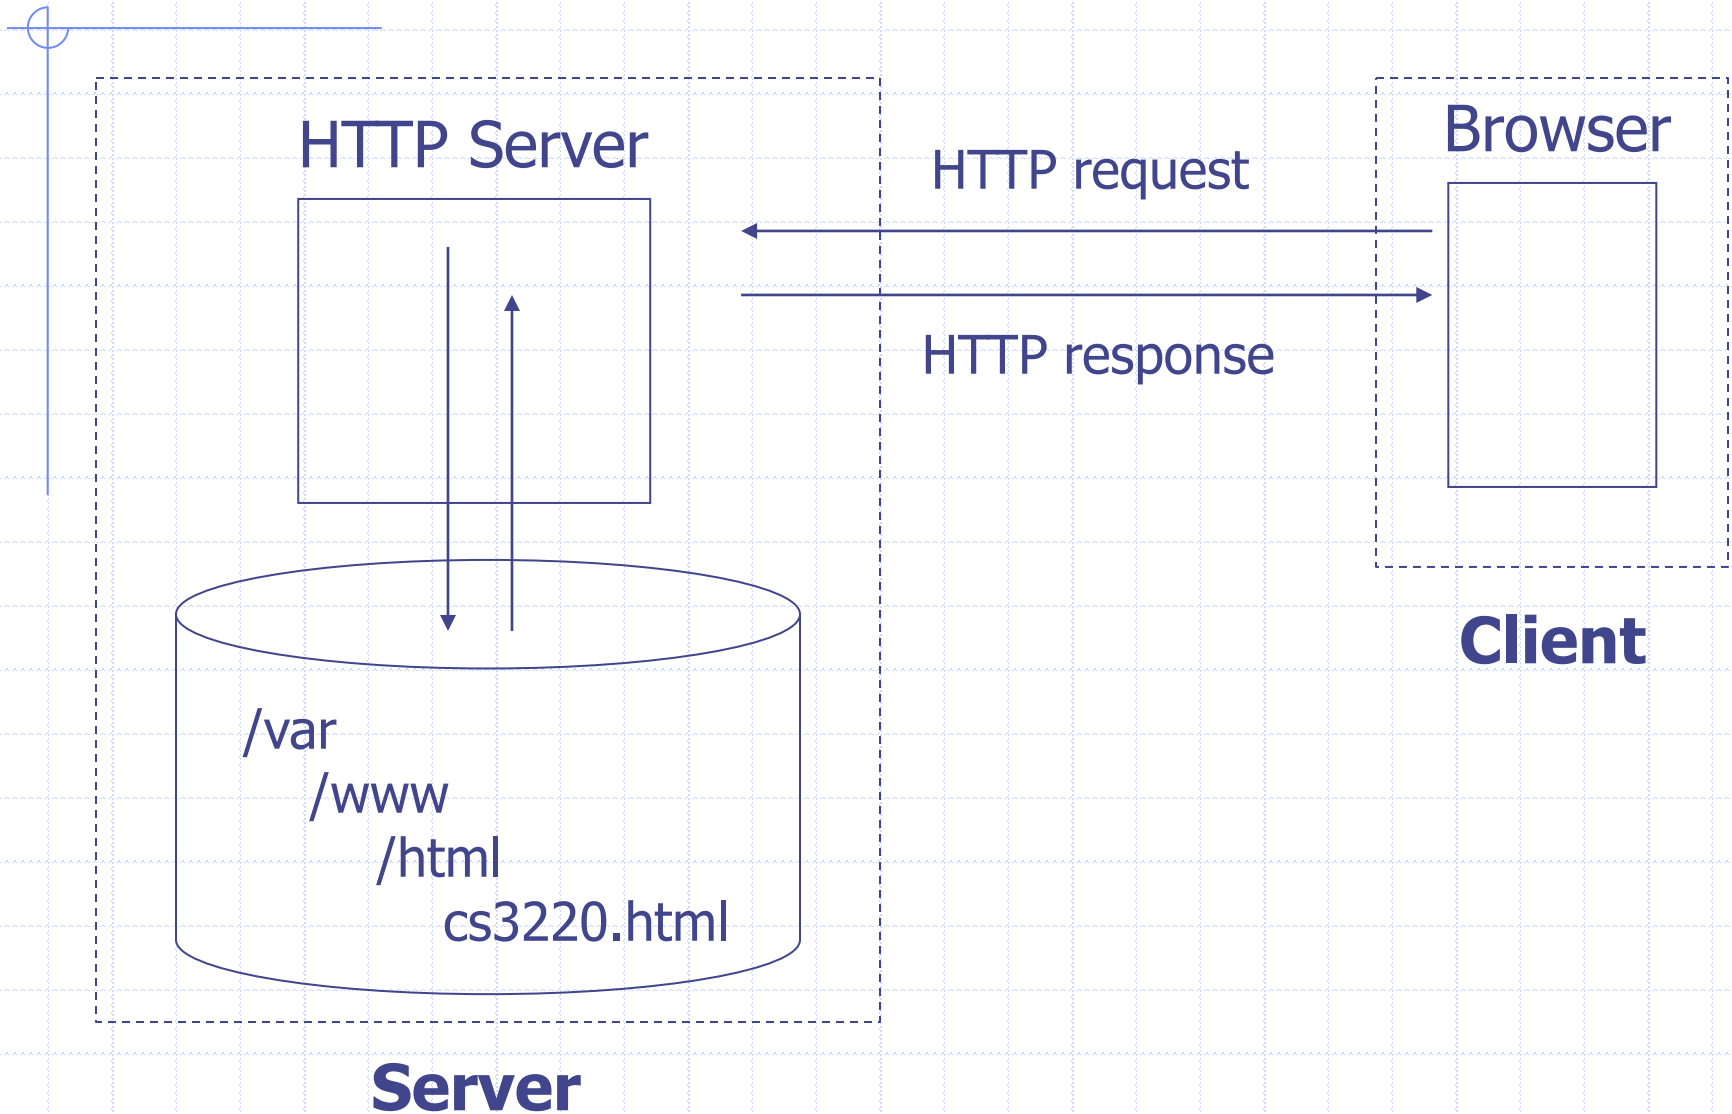 HTTP Server
Browser
HTTP request
HTTP response
Client
/var
/www
/html
cs3220.html
Server